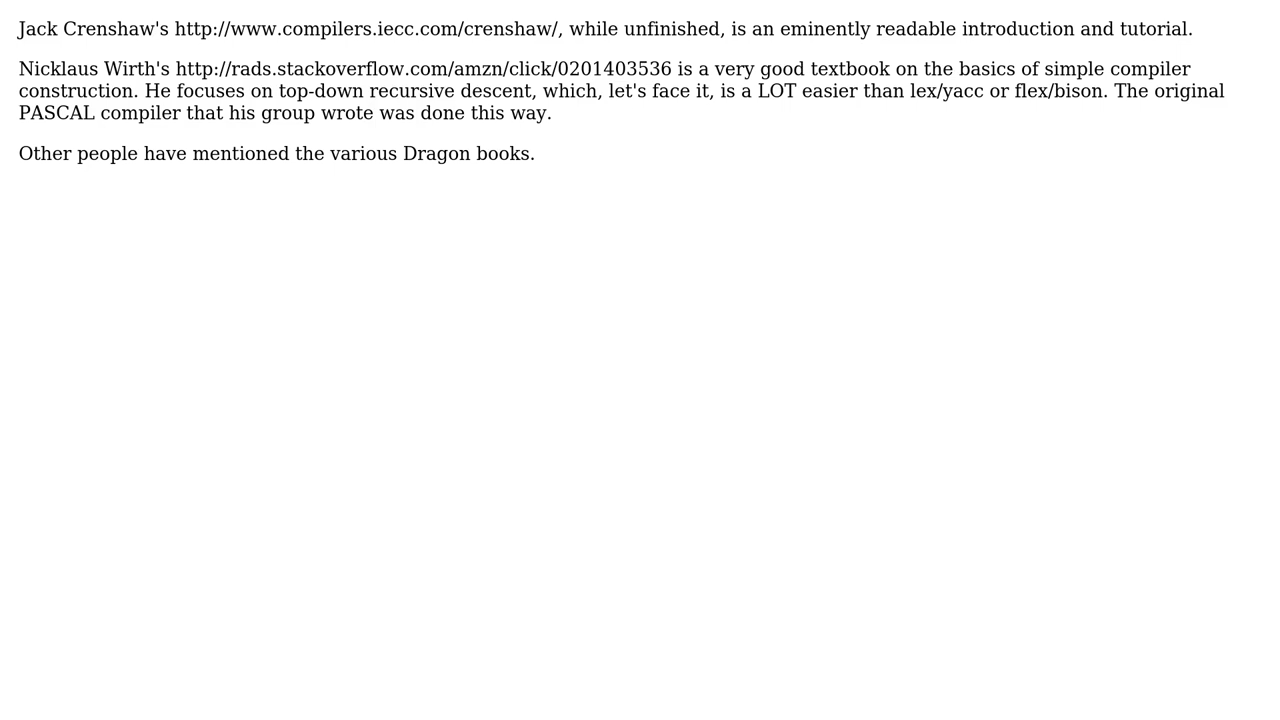 Jack Crenshaw's http://www.compilers.iecc.com/crenshaw/, while unfinished, is an eminently readable introduction and tutorial.
Nicklaus Wirth's http://rads.stackoverflow.com/amzn/click/0201403536 is a very good textbook on the basics of simple compiler
construction. He focuses on top-down recursive descent, which, let's face it, is a LOT easier than lex/yacc or flex/bison. The original
PASCAL compiler that his group wrote was done this way.
Other people have mentioned the various Dragon books.